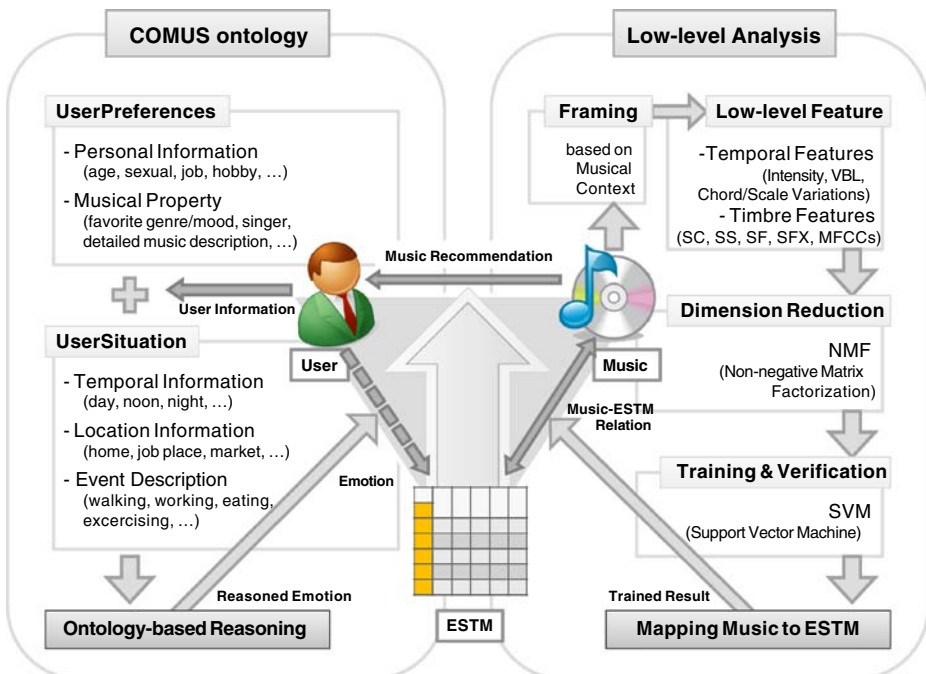 COMUS ontology
UserPreferences
- Personal Information
(age, sexual, job, hobby, ...)
- Musical Property
(favorite genre/mood, singer,
detailed music description, ...)
User Information
UserSituation
- Temporal Information
(day, noon, night, ...)
- Location Information
(home, job place, market, ...)
- Event Description
(walking, working, eating,
excercising, ...)
Ontology-based Reasoning
Reasoned Emotion
Music Recommendation
User
Music
Emotion
Music-ESTM
Relation
ESTM
Low-level Analysis
Framing
based on
Musical
Context
Low-level Feature
-Temporal Features
(Intensity, VBL,
Chord/Scale Variations)
- Timbre Features
(SC, SS, SF, SFX, MFCCs)
Dimension Reduction
NMF
(Non-negative Matrix
Factorization)
Training & Verification
SVM
(Support Vector Machine)
Trained Result
Mapping Music to ESTM